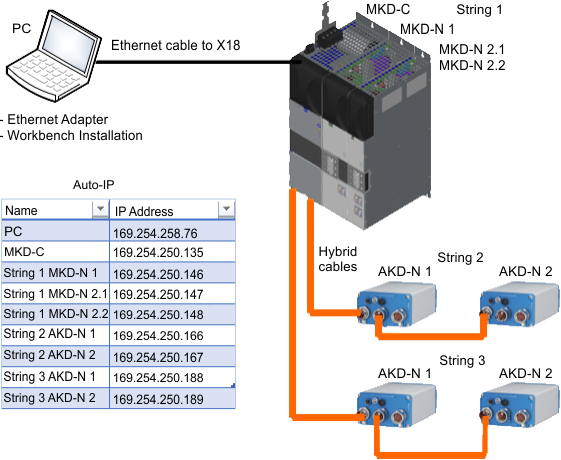 PC
MKD-C
String 1
MKD-N 1
Ethernet cable to X18
MKD-N 2.1
MKD-N 2.2
- Ethernet Adapter
- Workbench Installation
Auto-IP
Name IP Address
PC 169.254.258.76
MKD-C 169.254.250.135
String 1 MKD-N 1 169.254.250.146
String 1 MKD-N 2.1 169.254.250.147
String 1 MKD-N 2.2 169.254.250.148
String 2 AKD-N 1 169.254.250.166
String 2 AKD-N 2 169.254.250.167
String 3 AKD-N 1 169.254.250.188
String 3 AKD-N 2 169.254.250.189
Hybrid
cables
String 2
AKD-N 1
AKD-N 2
String 3
AKD-N 1
AKD-N 2